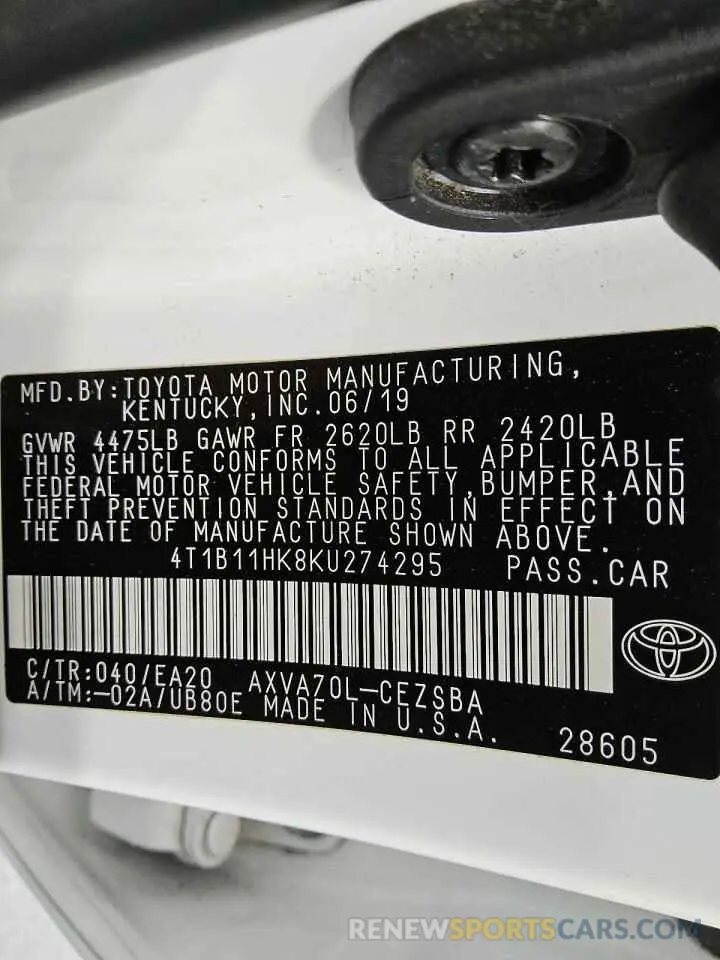 MFD.BY:TOYOTA MOTOR MANUFACTURING,
KENTUCKY,INC.06/19
GVWR 4475LB GAWR FR 2620LB RR 2420LB
THIS VEHICLE CONFORMS TO ALL APPLICABLE
FEDERAL MOTOR VEHICLE SAFETY,BUMPER,AND
THEFT PREVENTION STANDARDS IN EFFECT ON
THE DATE OF MANUFACTURE SHOWN ABOVE.
4T1B11HK8KU274295 PASS.CAR
C/TR:040/EA20 AXVA70L-CEZSBA
A/TM:-02A/UB80E MADE IN U.S.A.
28605
RENEWSPORTSCARS.COM